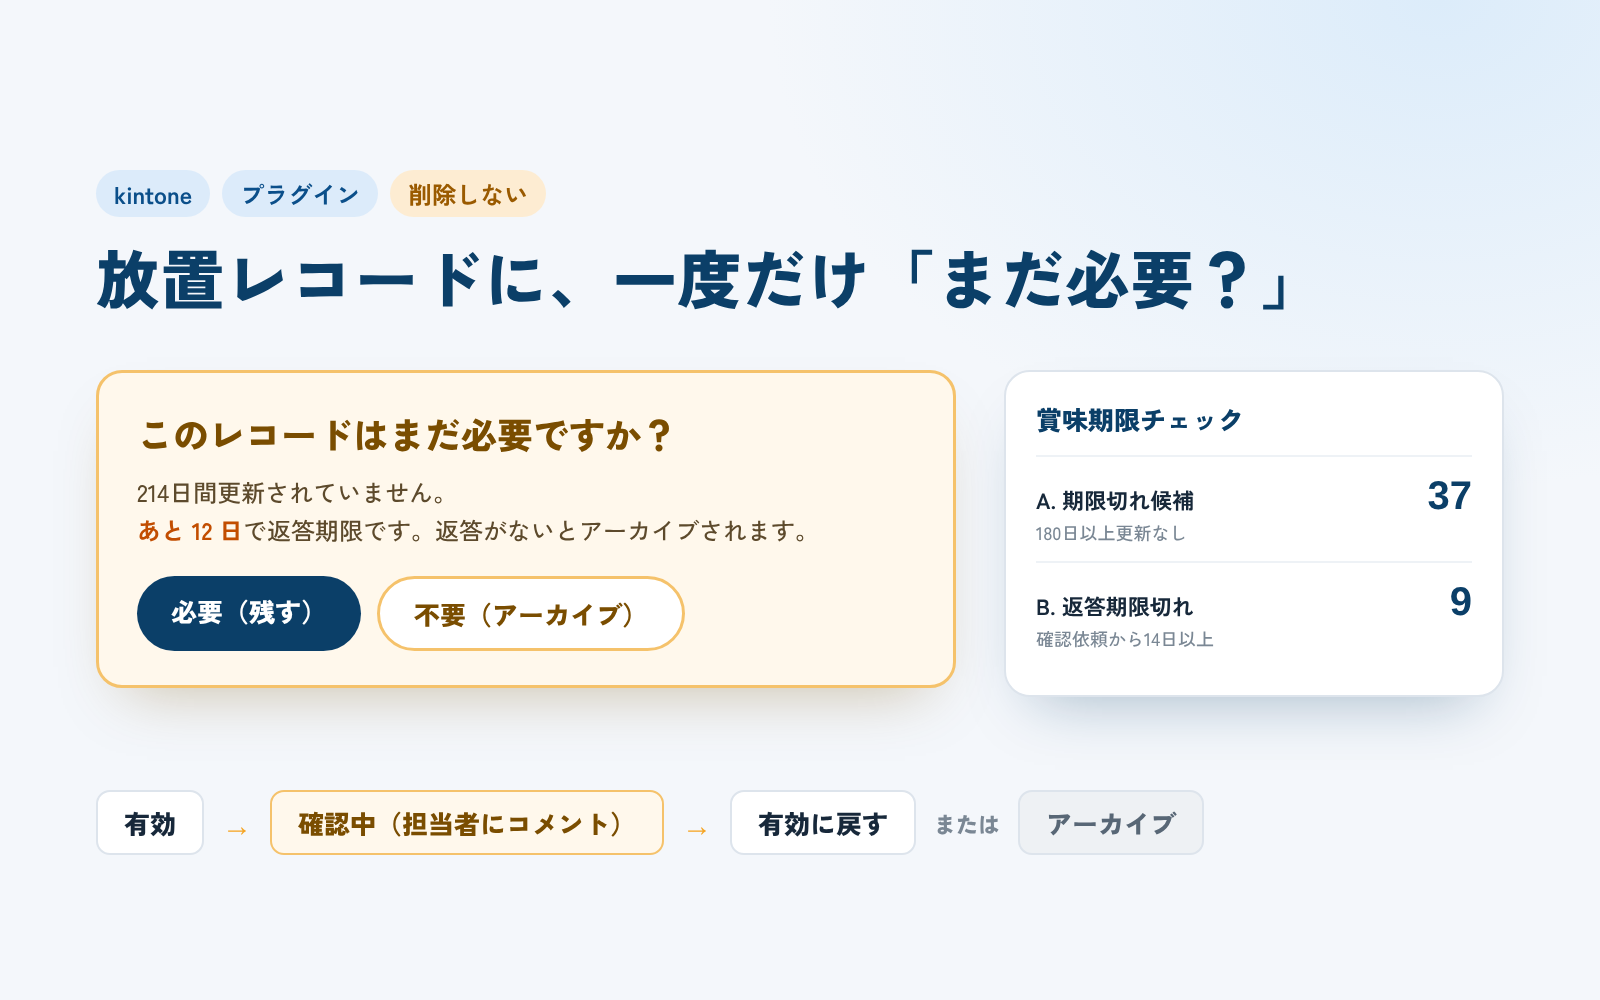 kintone プラグイン 削除しない
放置レコードに、一度だけ「まだ必要？」
このレコードはまだ必要ですか？
214日間更新されていません。
あと 12 日で返答期限です。返答がないとアーカイブされます。
必要（残す） 不要（アーカイブ）
賞味期限チェック
A. 期限切れ候補 37
180日以上更新なし
B. 返答期限切れ 9
確認依頼から14日以上
有効 → 確認中（担当者にコメント） → 有効に戻す または アーカイブ